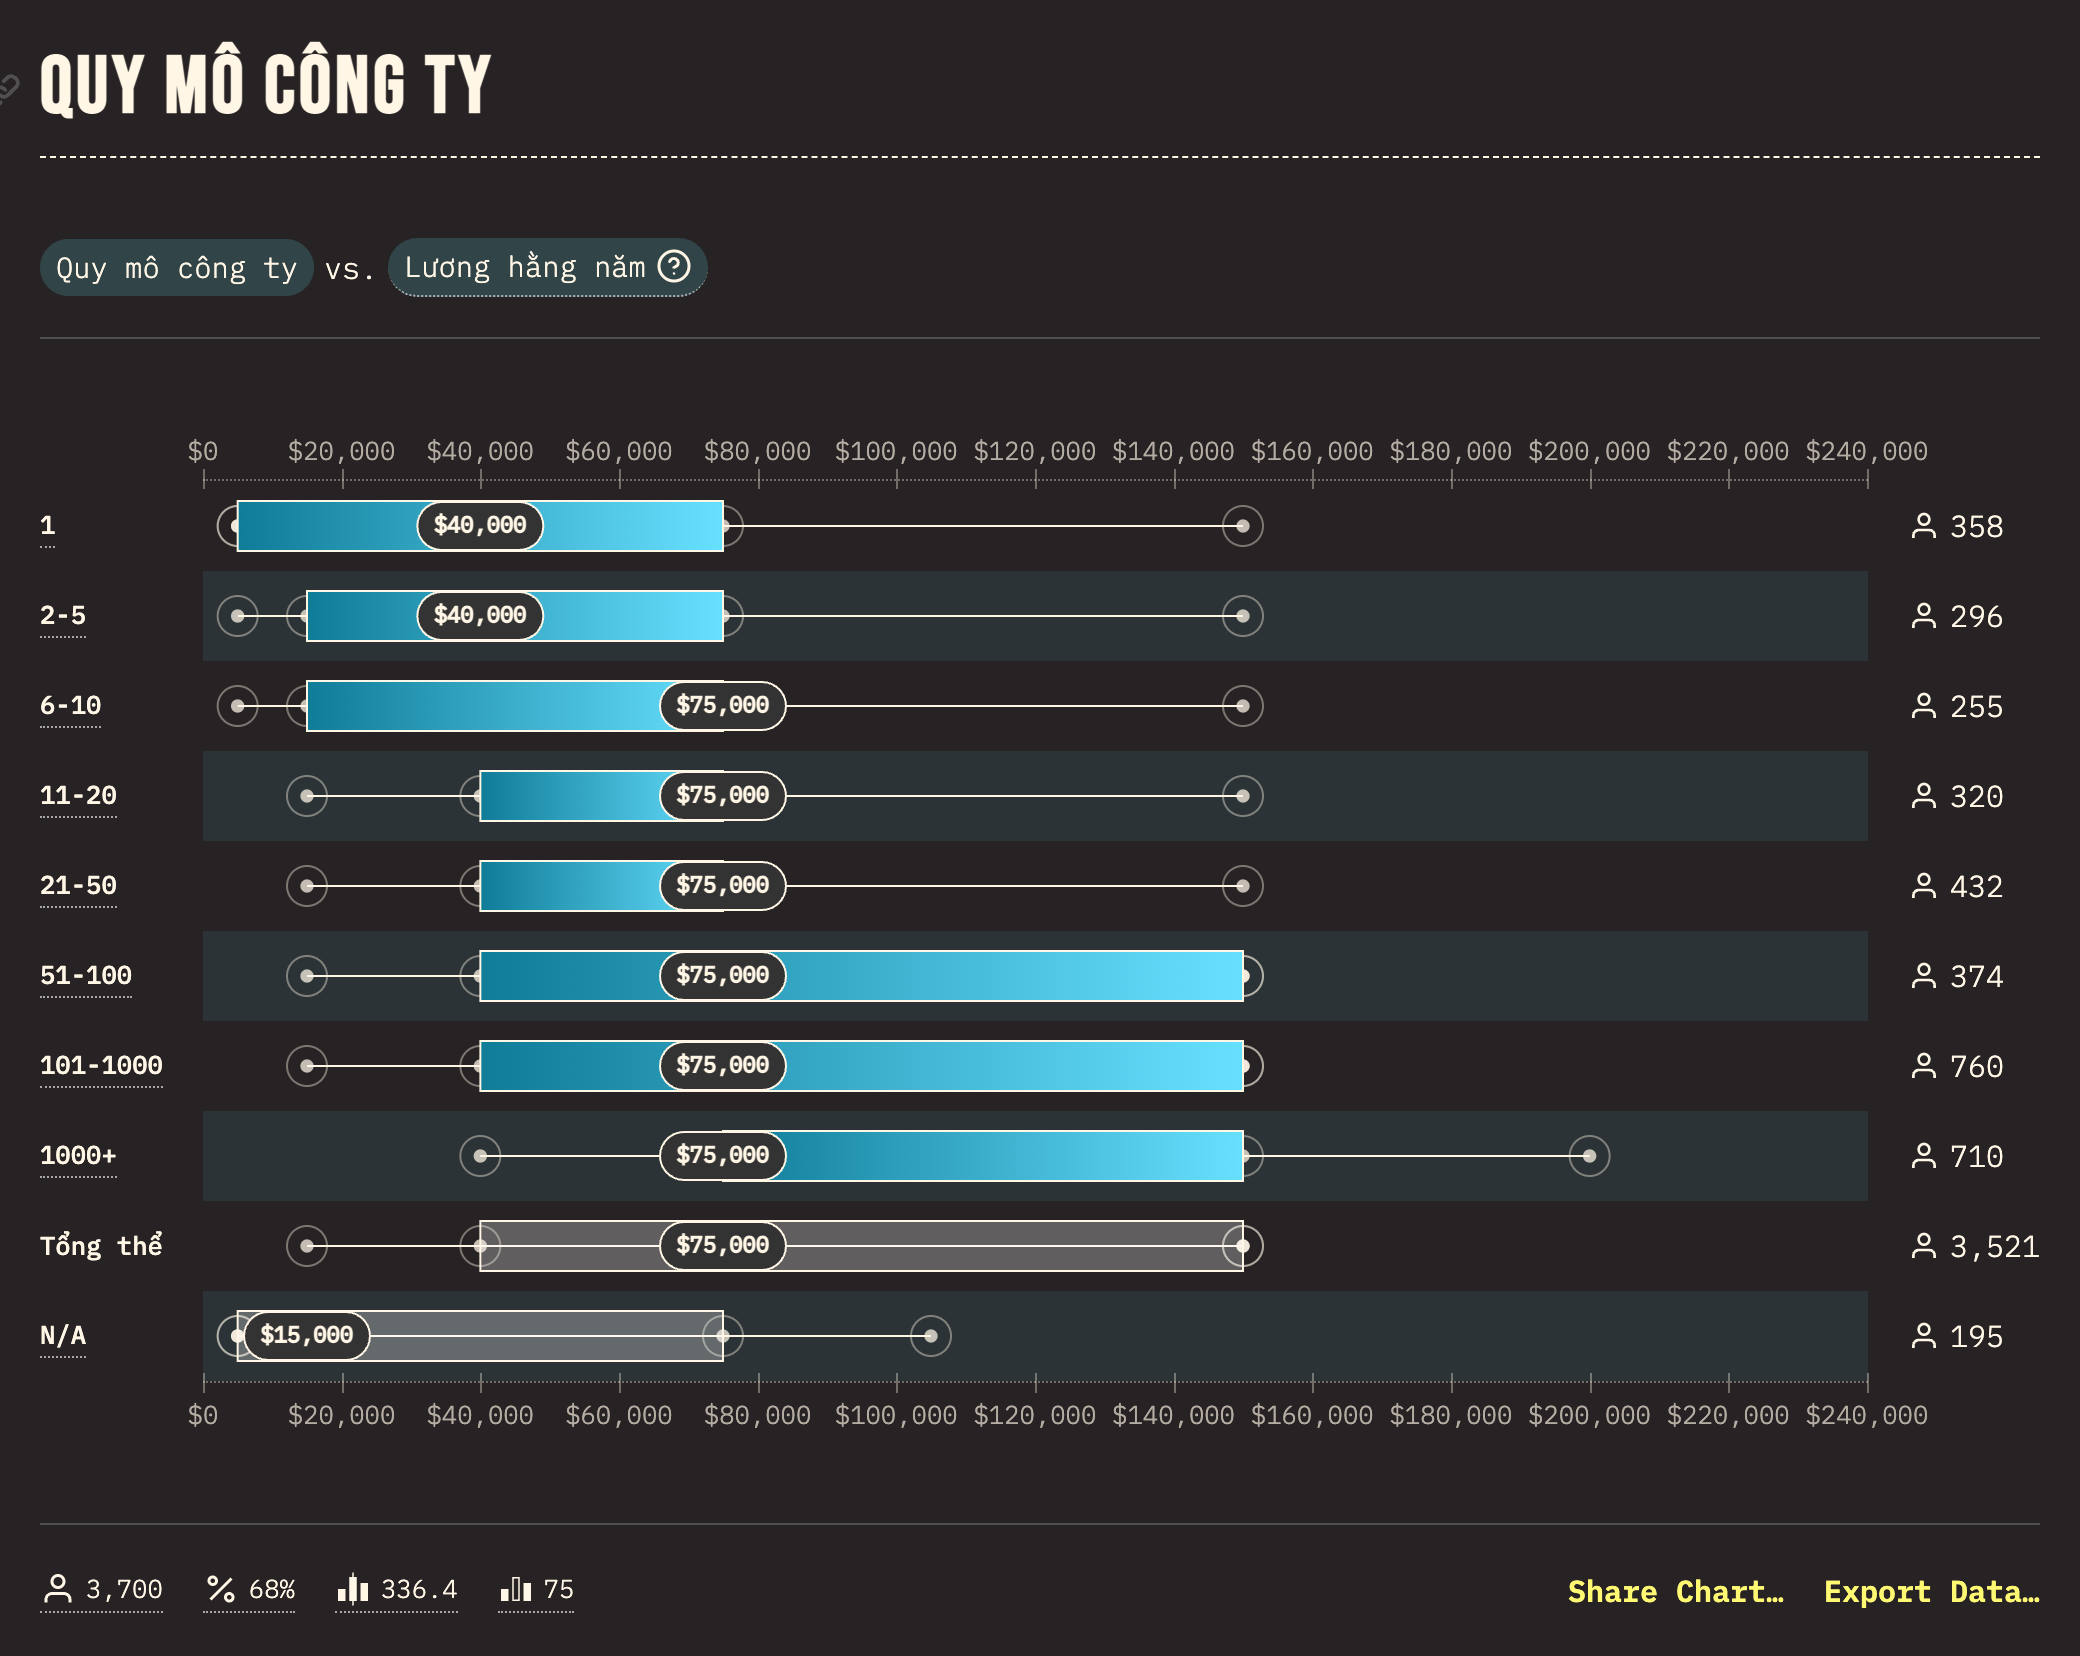 QUY MÔ CÔNG TY
Quy mô công ty vs. Lương hằng năm ?
$0 $20,000 $40,000 $60,000 $80,000 $100,000 $120,000 $140,000 $160,000 $180,000 $200,000 $220,000 $240,000
1 $40,000 358
2-5 $40,000 296
6-10 $75,000 255
11-20 $75,000 320
21-50 $75,000 432
51-100 $75,000 374
101-1000 $75,000 760
1000+ $75,000 710
Tổng thể $75,000 3,521
N/A $15,000 195
$0 $20,000 $40,000 $60,000 $80,000 $100,000 $120,000 $140,000 $160,000 $180,000 $200,000 $220,000 $240,000
3,700 % 68% 336.4 75 Share Chart… Export Data…